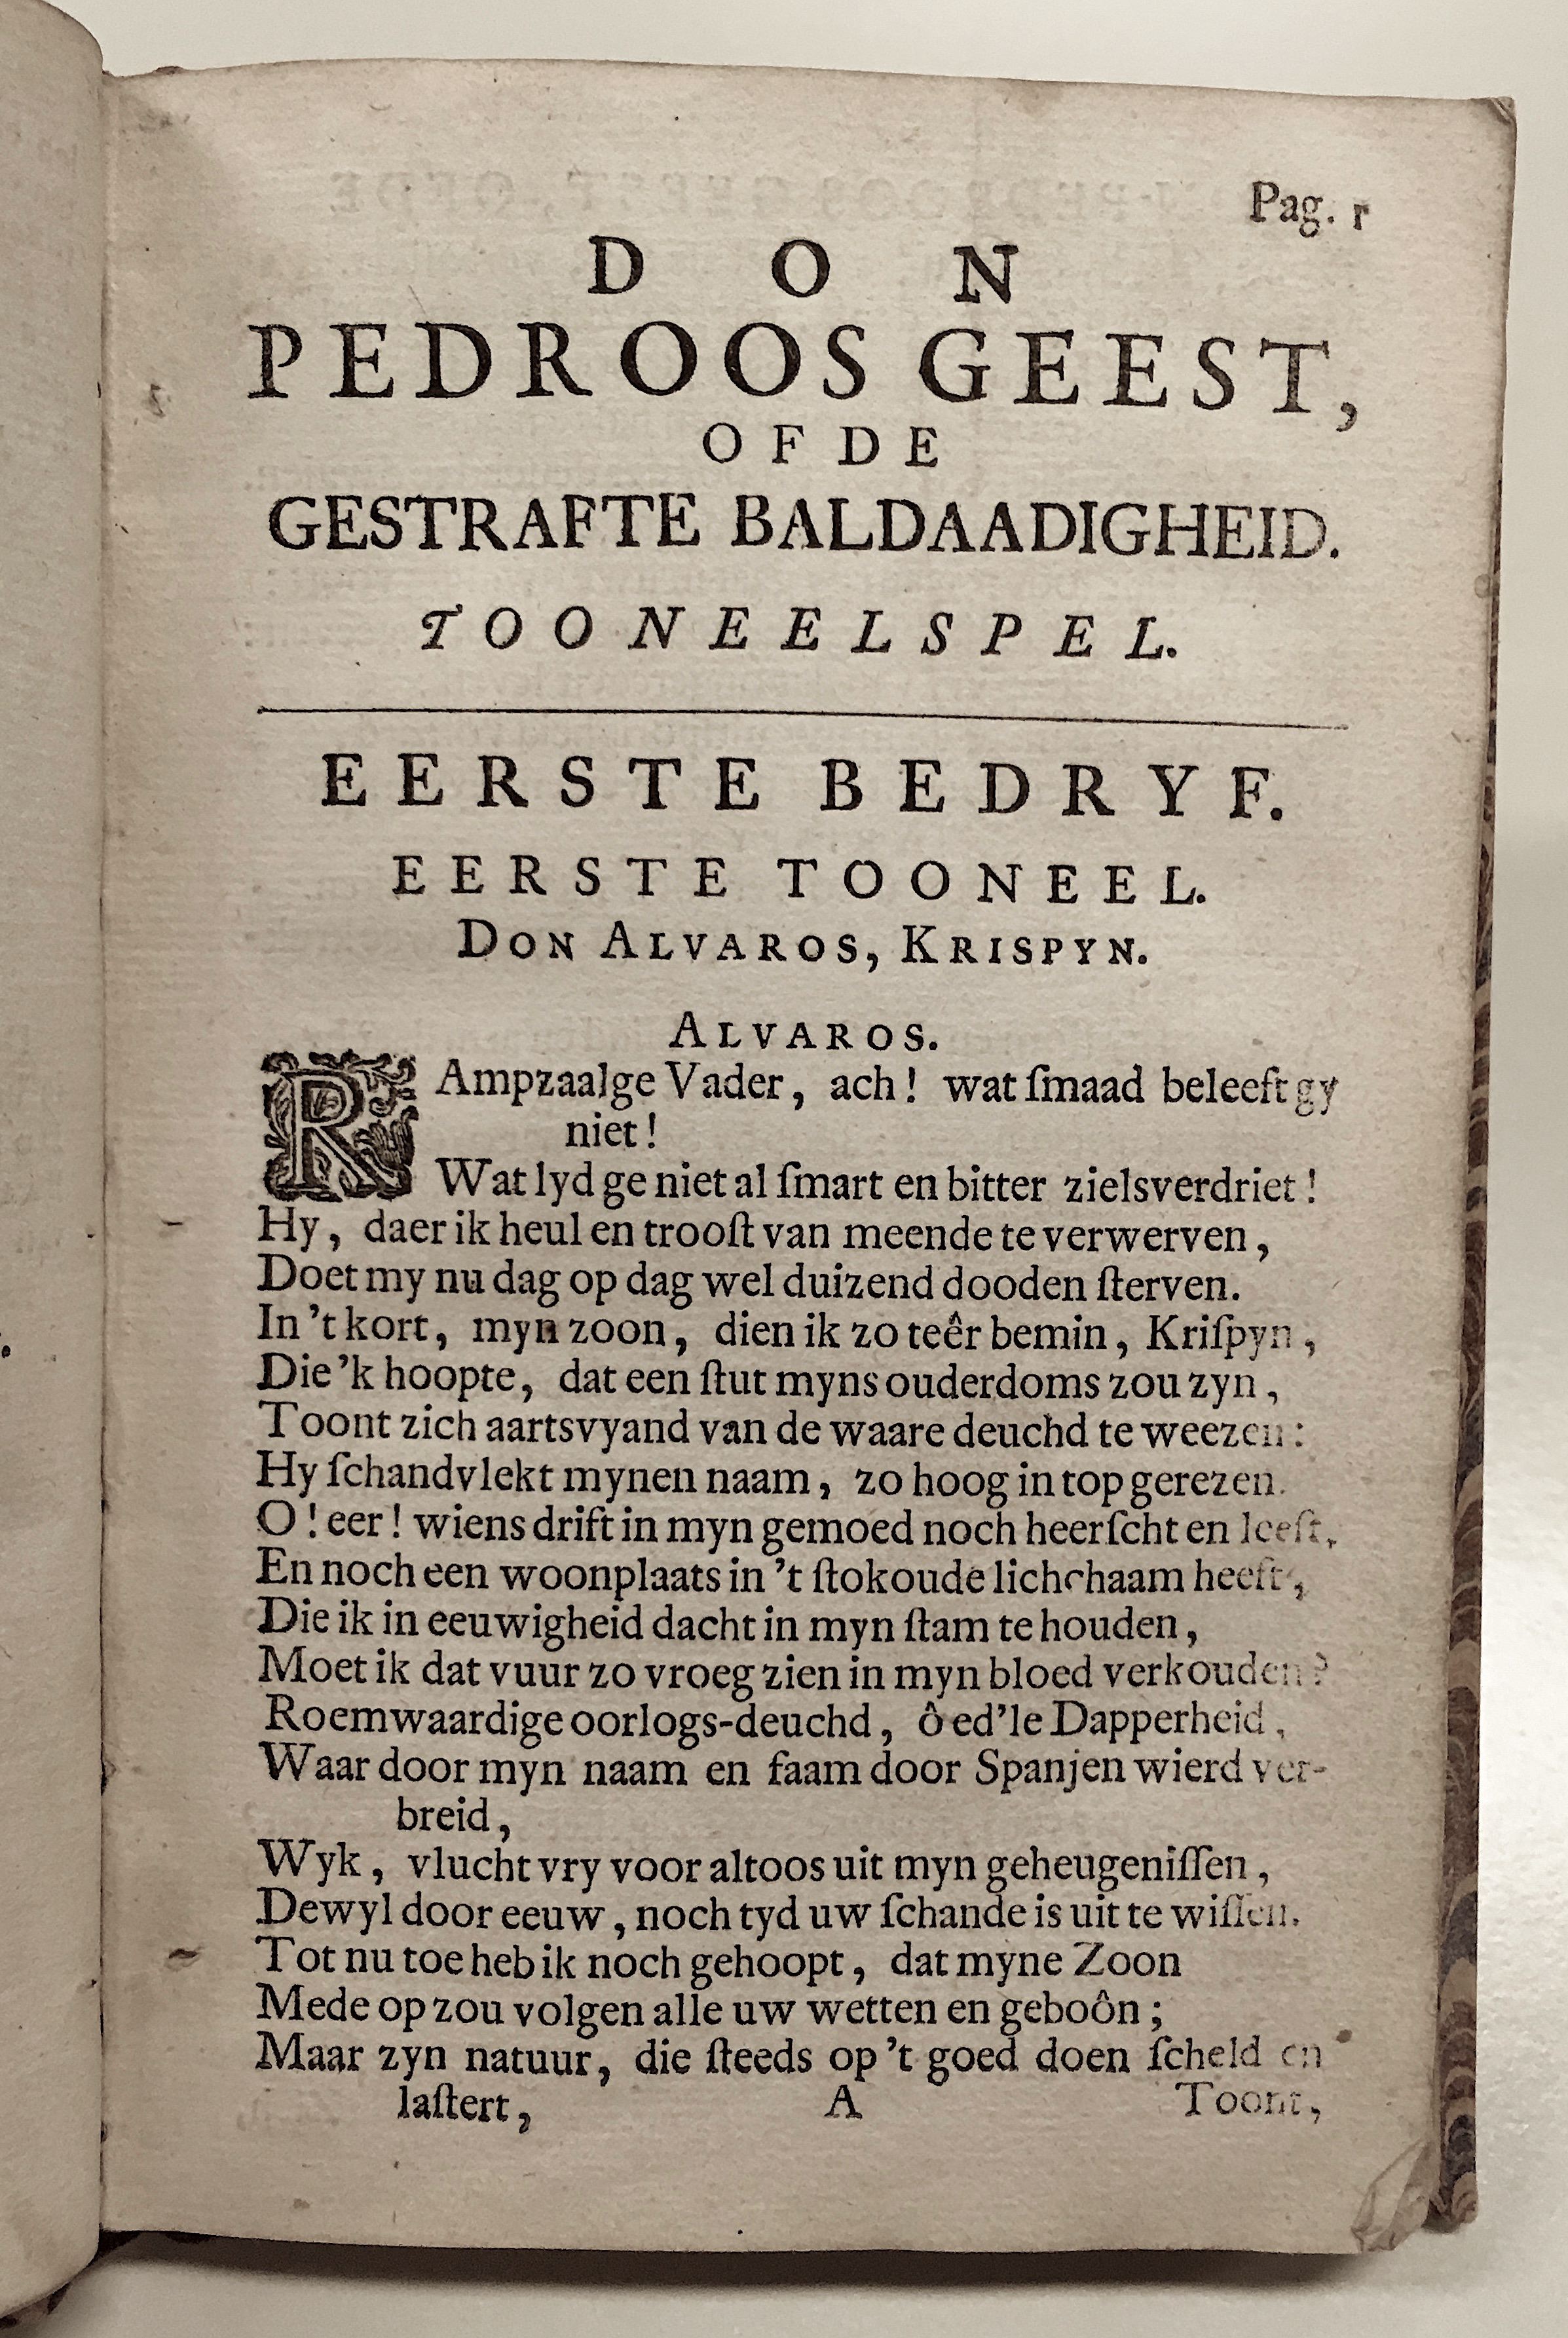 Pag. 1
D O N
PEDROOS GEEST,
OF DE
GESTRAFTE BALDAADIGHEID.
TOONEELSPEL.
EERSTE BEDRYF.
EERSTE TOONEEL.
DON ALVAROS, KRISPYN.
ALVAROS.
RAmpzaalge Vader, ach! wat ſmaad beleeft gy
niet!
Wat lyd ge niet al ſmart en bitter zielsverdriet!
Hy, daer ik heul en trooſt van meende te verwerven,
Doet my nu dag op dag wel duizend dooden ſterven.
In 't kort, myn zoon, dien ik zo teêr bemin, Kriſpyn,
Die 'k hoopte, dat een ſtut myns ouderdoms zou zyn,
Toont zich aartsvyand van de waare deuchd te weezen:
Hy ſchandvlekt mynen naam, zo hoog in top gerezen.
O! eer! wiens drift in myn gemoed noch heerſcht en leeft,
En noch een woonplaats in 't ſtokoude lichchaam heeft,
Die ik in eeuwigheid dacht in myn ſtam te houden,
Moet ik dat vuur zo vroeg zien in myn bloed verkouden?
Roemwaardige oorlogs-deuchd, ô ed'le Dapperheid,
Waar door myn naam en faam door Spanjen wierd ver-
breid,
Wyk, vlucht vry voor altoos uit myn geheugeniſſen,
Dewyl door eeuw, noch tyd uw ſchande is uit te wiſſen.
Tot nu toe heb ik noch gehoopt, dat myne Zoon
Mede op zou volgen alle uw wetten en geboôn;
Maar zyn natuur, die ſteeds op 't goed doen ſcheld en
laſtert,
A
Toont,